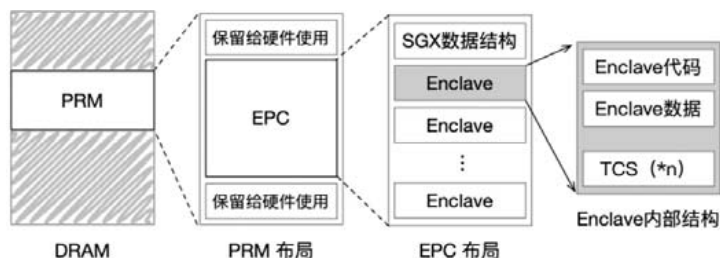 PRM
DRAM
保留给硬件使用
EPC
保留给硬件使用
PRM 布局
SGX数据结构
Enclave
Enclave
⋮
Enclave
EPC 布局
Enclave代码
Enclave数据
TCS（*n）
Enclave内部结构